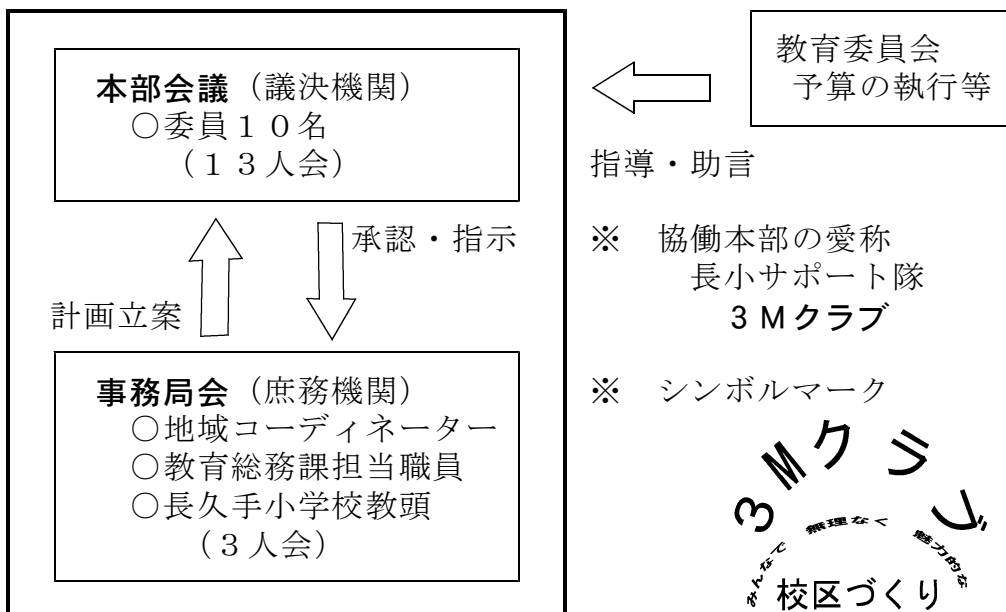 本部会議（議決機関）
○委員１０名
（１３人会）
承認・指示
計画立案
事務局会（庶務機関）
○地域コーディネーター
○教育総務課担当職員
○長久手小学校教頭
（３人会）
教育委員会
予算の執行等
指導・助言
※　協働本部の愛称
長小サポート隊
３Ｍクラブ
※　シンボルマーク
３Ｍクラブ
みんなで　無理なく　魅力的な
校区づくり